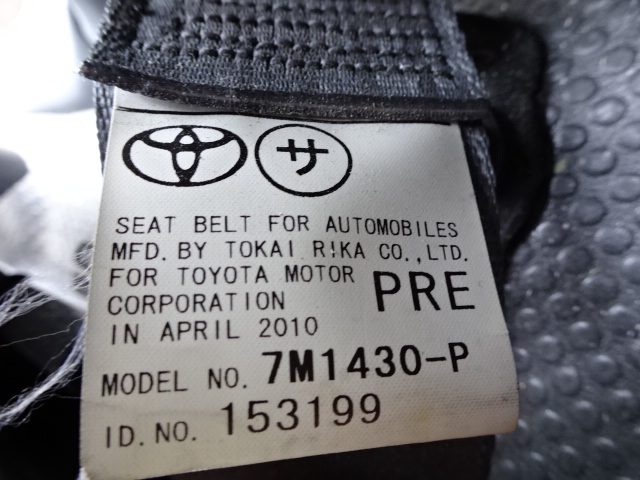 サ
SEAT BELT FOR AUTOMOBILES
MFD. BY TOKAI R!KA CO., LTD.
FOR TOYOTA MOTOR
CORPORATION
PRE
IN APRIL 2010
MODEL NO. 7M1430-P
ID. NO. 153199